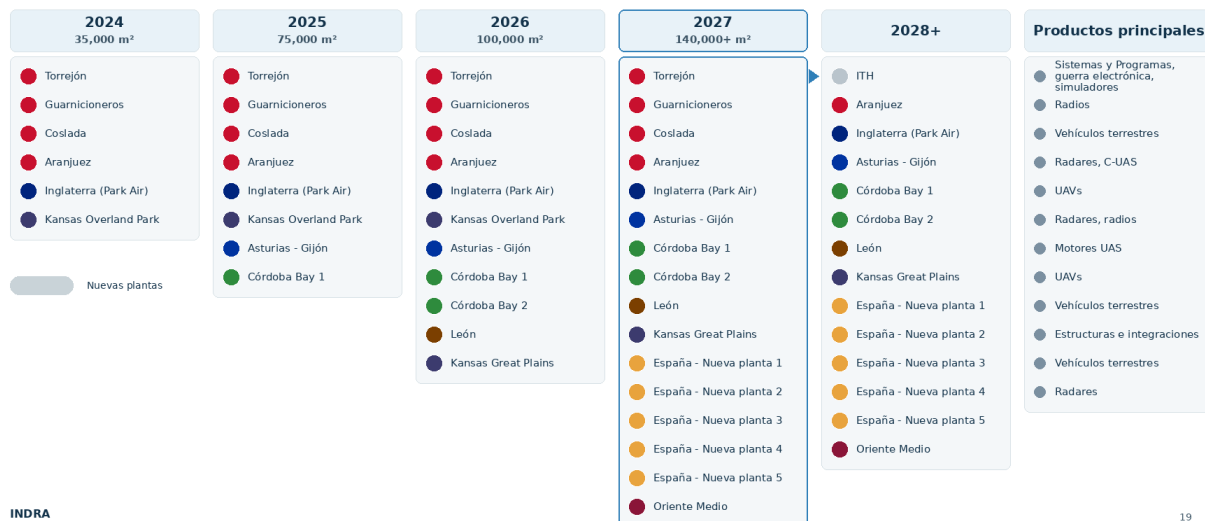 2024
35,000 m²
Torrejón
Guarnicioneros
Coslada
Aranjuez
Inglaterra (Park Air)
Kansas Overland Park
Nuevas plantas
2025
75,000 m²
Torrejón
Guarnicioneros
Coslada
Aranjuez
Inglaterra (Park Air)
Kansas Overland Park
Asturias - Gijón
Córdoba Bay 1
2026
100,000 m²
Torrejón
Guarnicioneros
Coslada
Aranjuez
Inglaterra (Park Air)
Kansas Overland Park
Asturias - Gijón
Córdoba Bay 1
Córdoba Bay 2
León
Kansas Great Plains
2027
140,000+ m²
Torrejón
Guarnicioneros
Coslada
Aranjuez
Inglaterra (Park Air)
Asturias - Gijón
Córdoba Bay 1
Córdoba Bay 2
León
Kansas Great Plains
España - Nueva planta 1
España - Nueva planta 2
España - Nueva planta 3
España - Nueva planta 4
España - Nueva planta 5
Oriente Medio
2028+
ITH
Aranjuez
Inglaterra (Park Air)
Asturias - Gijón
Córdoba Bay 1
Córdoba Bay 2
León
Kansas Great Plains
España - Nueva planta 1
España - Nueva planta 2
España - Nueva planta 3
España - Nueva planta 4
España - Nueva planta 5
Oriente Medio
Productos principales
Sistemas y Programas,
guerra electrónica,
simuladores
Radios
Vehículos terrestres
Radares, C-UAS
UAVs
Radares, radios
Motores UAS
UAVs
Vehículos terrestres
Estructuras e integraciones
Vehículos terrestres
Radares
INDRA
19